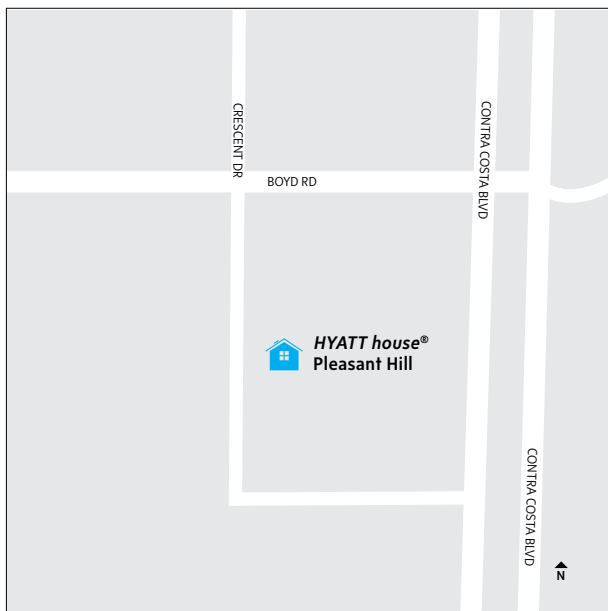 CRESCENT DR
CONTRA COSTA BLVD
BOYD RD
HYATT house®
Pleasant Hill
CONTRA COSTA BLVD
N